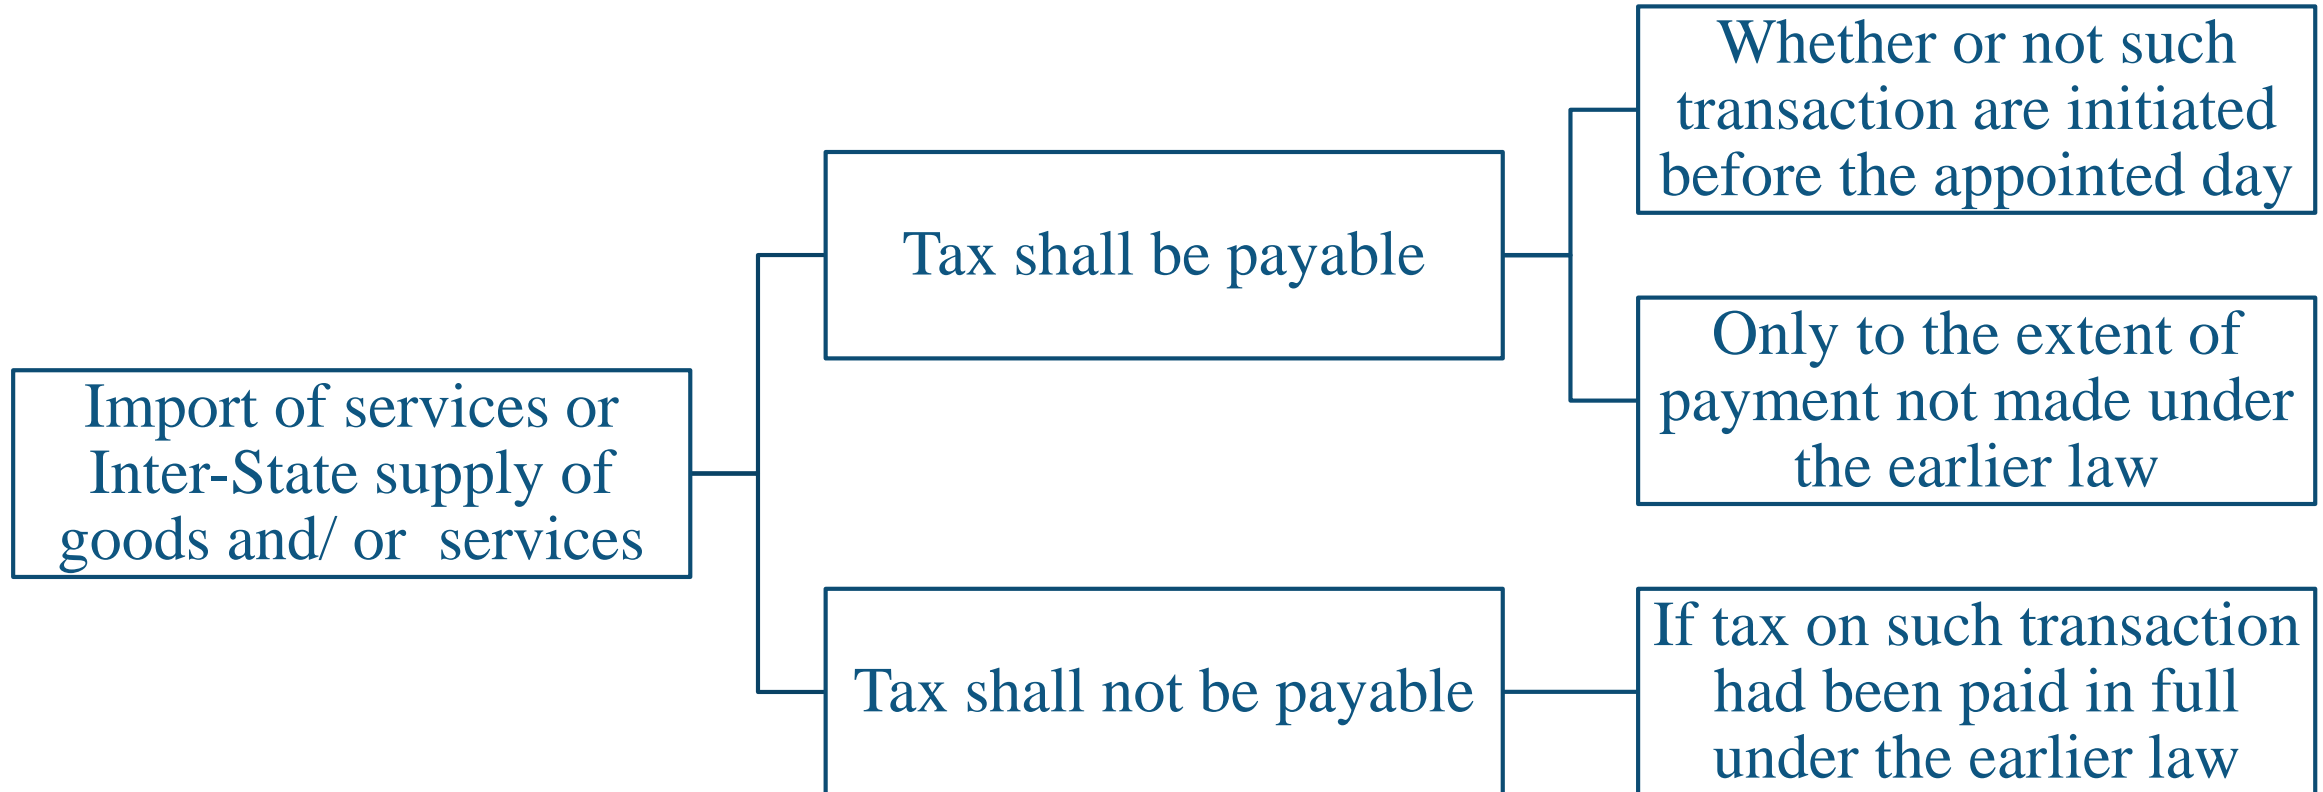 Whether or not such
transaction are initiated
before the appointed day
Tax shall be payable
Only to the extent of
payment not made under
the earlier law
Import of services or
Inter-State supply of
goods and/ or  services
If tax on such transaction
had been paid in full
under the earlier law
Tax shall not be payable